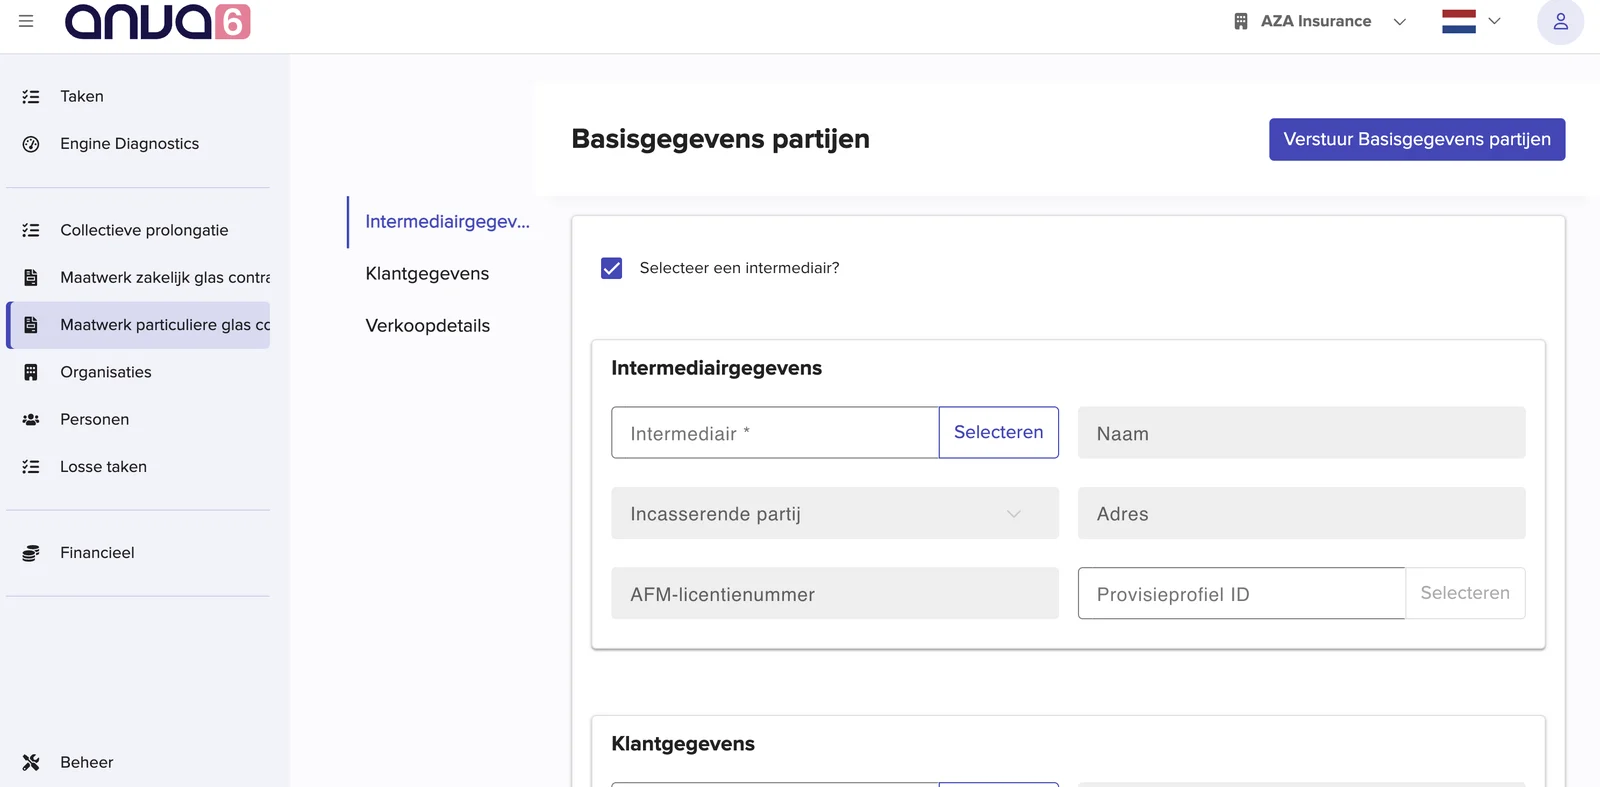 anva6
AZA Insurance
Taken
Engine Diagnostics
Collectieve prolongatie
Maatwerk zakelijk glas contra
Maatwerk particuliere glas co
Organisaties
Personen
Losse taken
Financieel
Beheer
Intermediairgegev...
Klantgegevens
Verkoopdetails
Basisgegevens partijen
Verstuur Basisgegevens partijen
Selecteer een intermediair?
Intermediairgegevens
Intermediair *
Selecteren
Naam
Incasserende partij
Adres
AFM-licentienummer
Provisieprofiel ID
Selecteren
Klantgegevens